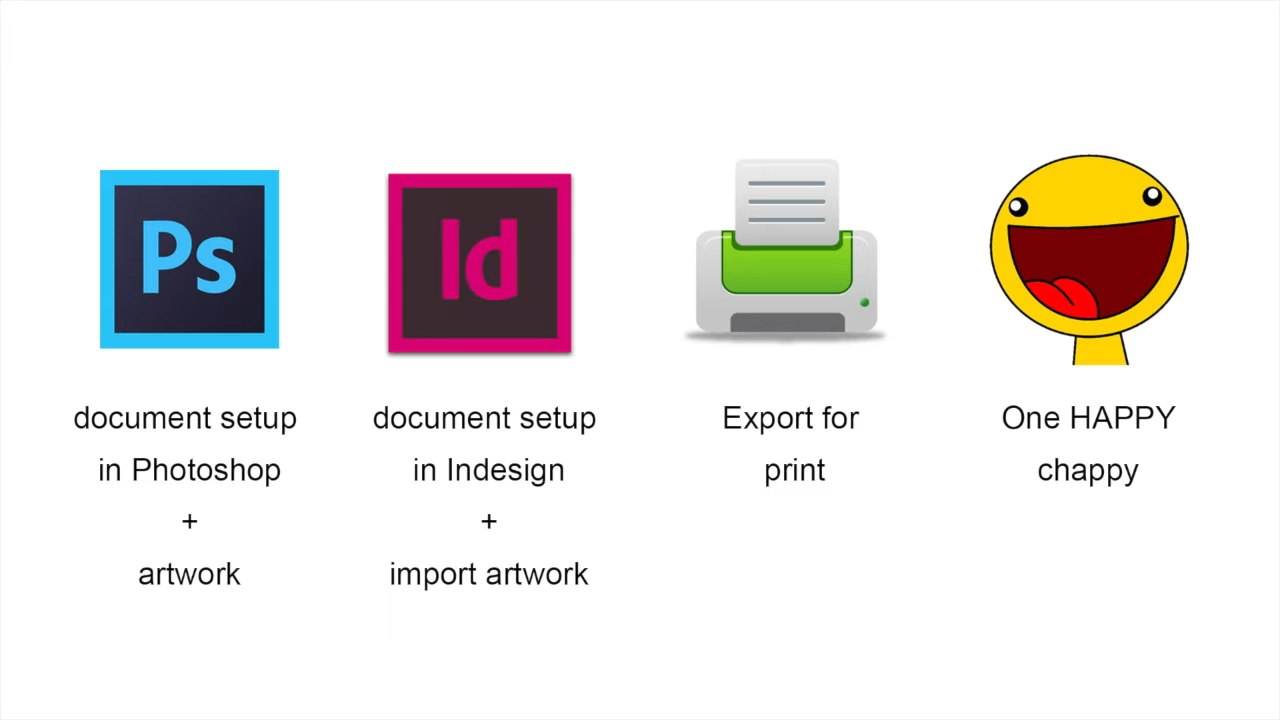 Ps
Id
document setup
in Photoshop
+
artwork
document setup
in Indesign
+
import artwork
Export for
print
One HAPPY
chappy